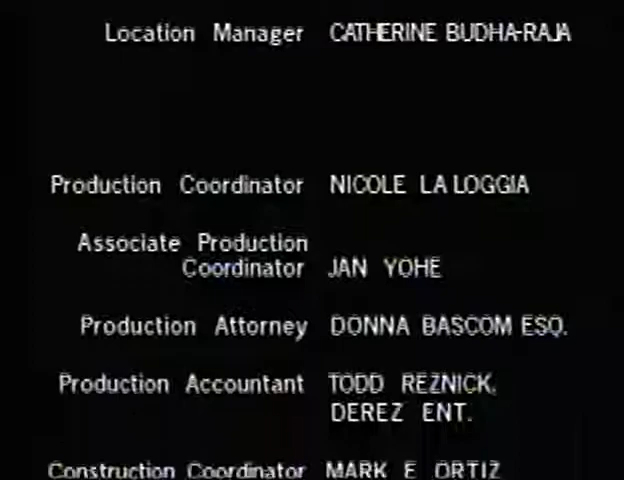 Location Manager CATHERINE BUDHA-RAJA
Production Coordinator NICOLE LA LOGGIA
Associate Production
Coordinator JAN YOHE
Production Attorney DONNA BASCOM ESQ.
Production Accountant TODD REZNICK,
DEREZ ENT.
Construction Coordinator MARK E ORTIZ